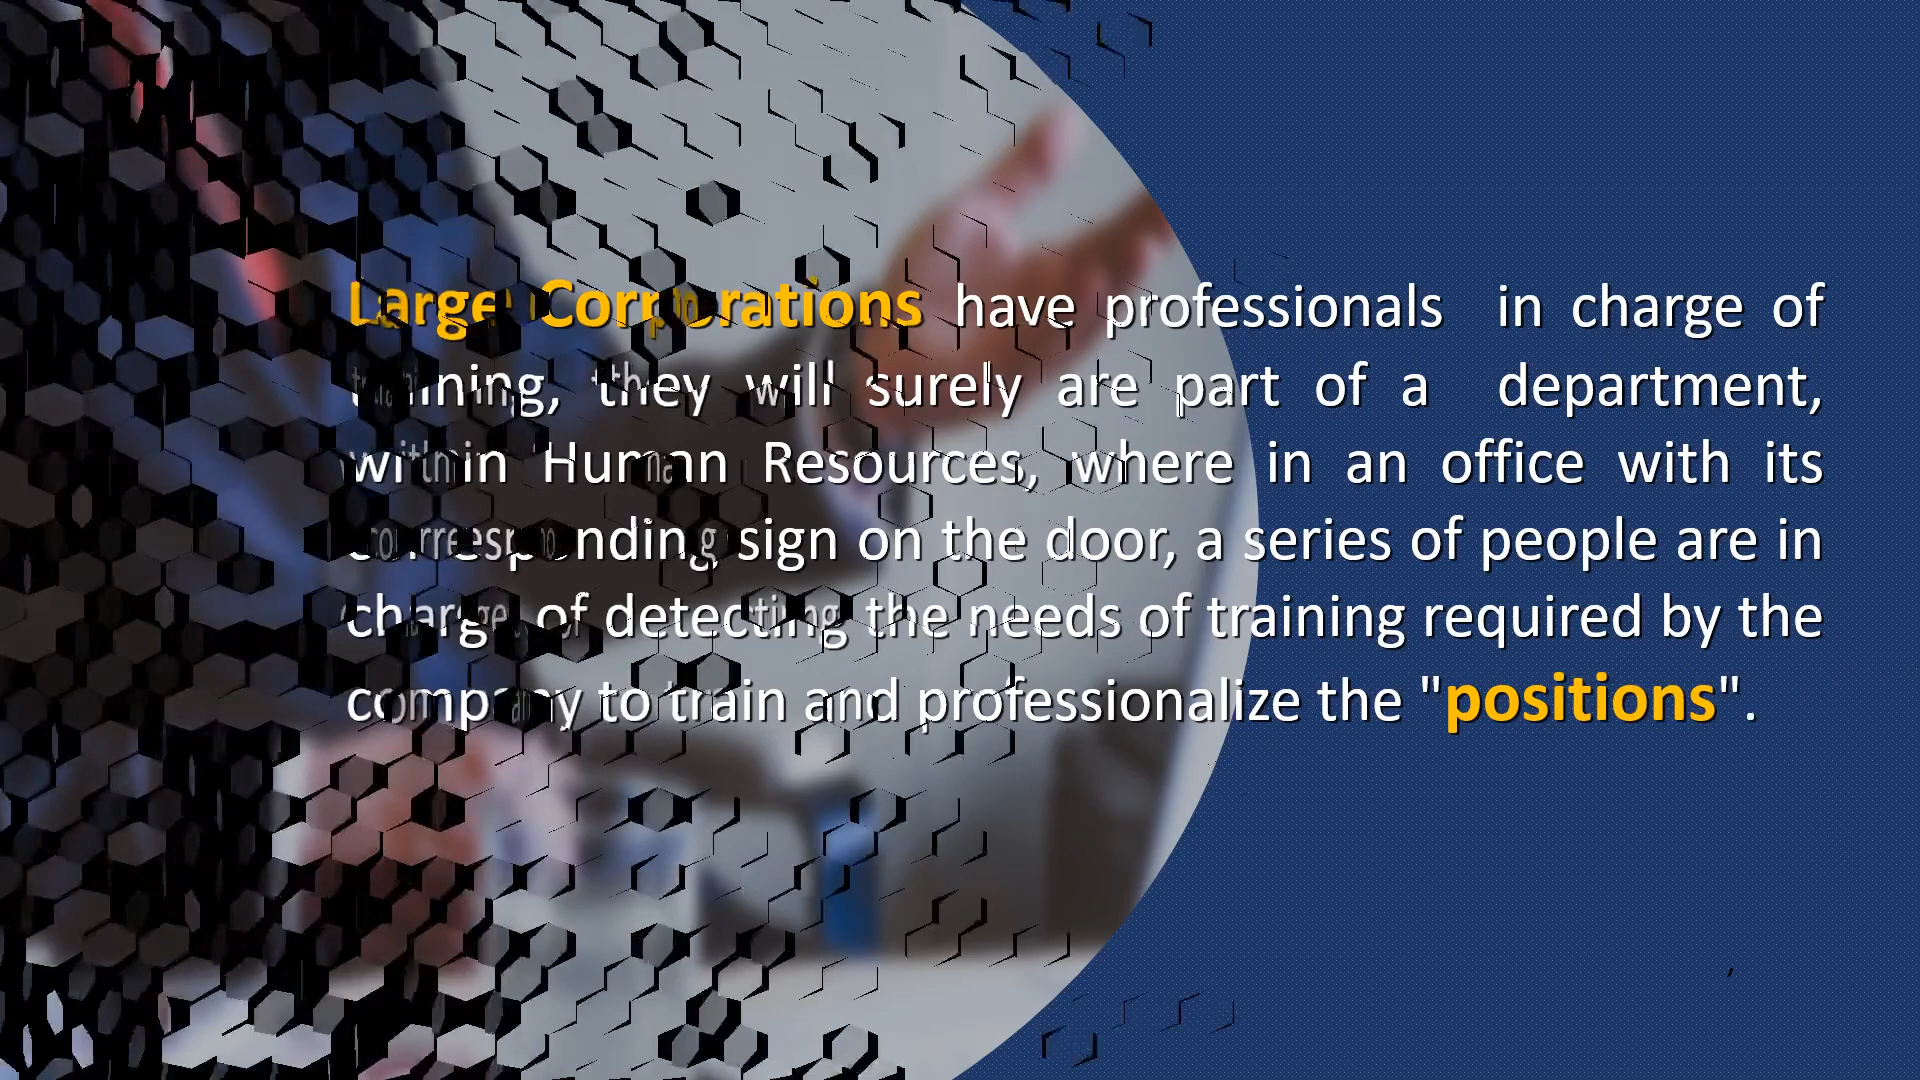 Large Corporations have professionals in charge of
training, they will surely are part of a department,
within Human Resources, where in an office with its
corresponding sign on the door, a series of people are in
charge of detecting the needs of training required by the
company to train and professionalize the "positions".
,